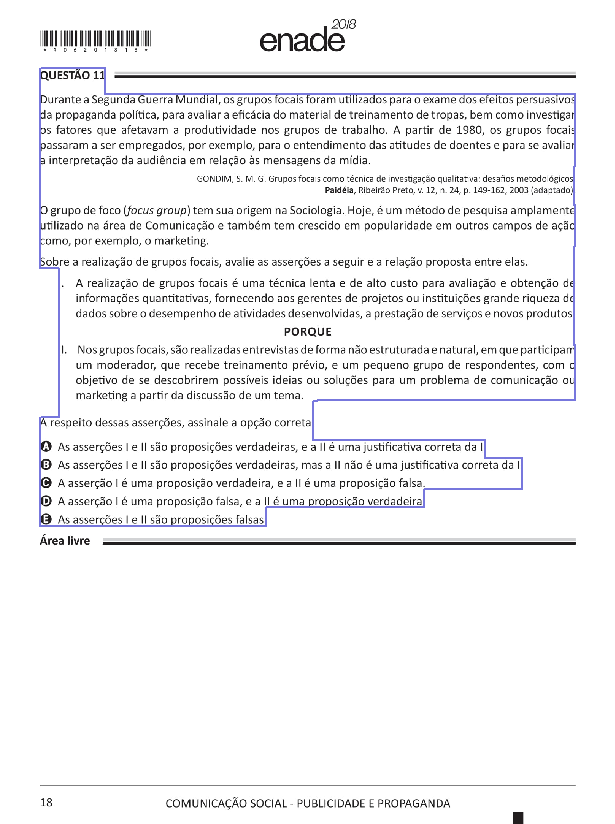 *R0620181 8*
enade 2018
QUESTÃO 11
Durante a Segunda Guerra Mundial, os grupos focais foram utilizados para o exame dos efeitos persuasivos
da propaganda política, para avaliar a eficácia do material de treinamento de tropas, bem como investigar
os fatores que afetavam a produtividade nos grupos de trabalho. A partir de 1980, os grupos focais
passaram a ser empregados, por exemplo, para o entendimento das atitudes de doentes e para se avaliar
a interpretação da audiência em relação às mensagens da mídia.
GONDIM, S. M. G. Grupos focais como técnica de investigação qualitativa: desafios metodológicos
Paidéia, Ribeirão Preto, v. 12, n. 24, p. 149-162, 2003 (adaptado)
O grupo de foco (focus group) tem sua origem na Sociologia. Hoje, é um método de pesquisa amplamente
utilizado na área de Comunicação e também tem crescido em popularidade em outros campos de ação
como, por exemplo, o marketing.
Sobre a realização de grupos focais, avalie as asserções a seguir e a relação proposta entre elas.
I. A realização de grupos focais é uma técnica lenta e de alto custo para avaliação e obtenção de
informações quantitativas, fornecendo aos gerentes de projetos ou instituições grande riqueza de
dados sobre o desempenho de atividades desenvolvidas, a prestação de serviços e novos produtos
PORQUE
II. Nos grupos focais, são realizadas entrevistas de forma não estruturada e natural, em que participam
um moderador, que recebe treinamento prévio, e um pequeno grupo de respondentes, com o
objetivo de se descobrirem possíveis ideias ou soluções para um problema de comunicação ou
marketing a partir da discussão de um tema.
A respeito dessas asserções, assinale a opção correta
A As asserções I e II são proposições verdadeiras, e a II é uma justificativa correta da I
B As asserções I e II são proposições verdadeiras, mas a II não é uma justificativa correta da I
C A asserção I é uma proposição verdadeira, e a II é uma proposição falsa.
D A asserção I é uma proposição falsa, e a II é uma proposição verdadeira
E As asserções I e II são proposições falsas
Área livre
18
COMUNICAÇÃO SOCIAL - PUBLICIDADE E PROPAGANDA